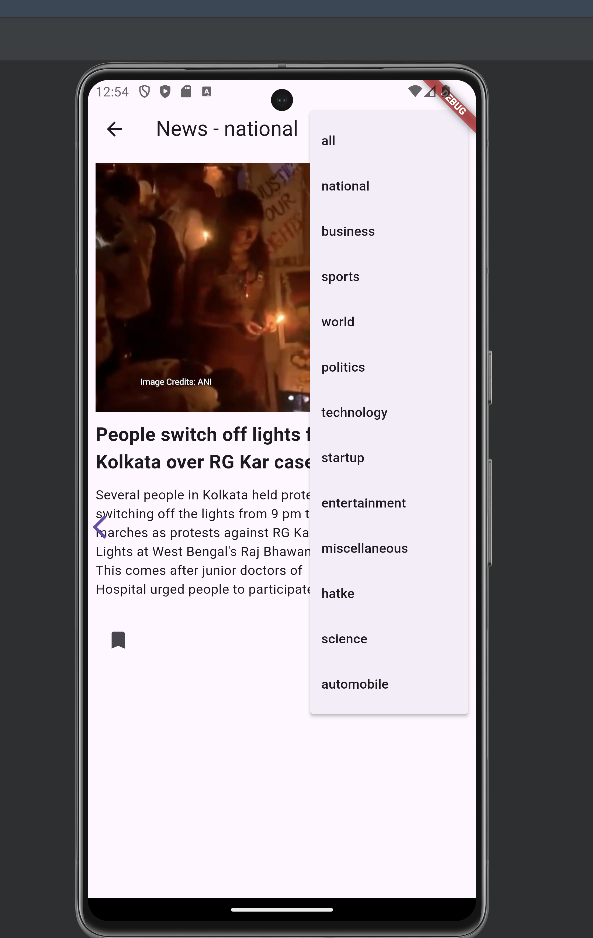 12:54
DEBUG
News - national
all
national
business
sports
world
politics
technology
startup
entertainment
miscellaneous
hatke
science
automobile
JUSTIC
OUR
Image Credits: ANI
People switch off lights f
Kolkata over RG Kar case
Several people in Kolkata held prote
switching off the lights from 9 pm t
marches as protests against RG Ka
Lights at West Bengal's Raj Bhawan
This comes after junior doctors of
Hospital urged people to participate